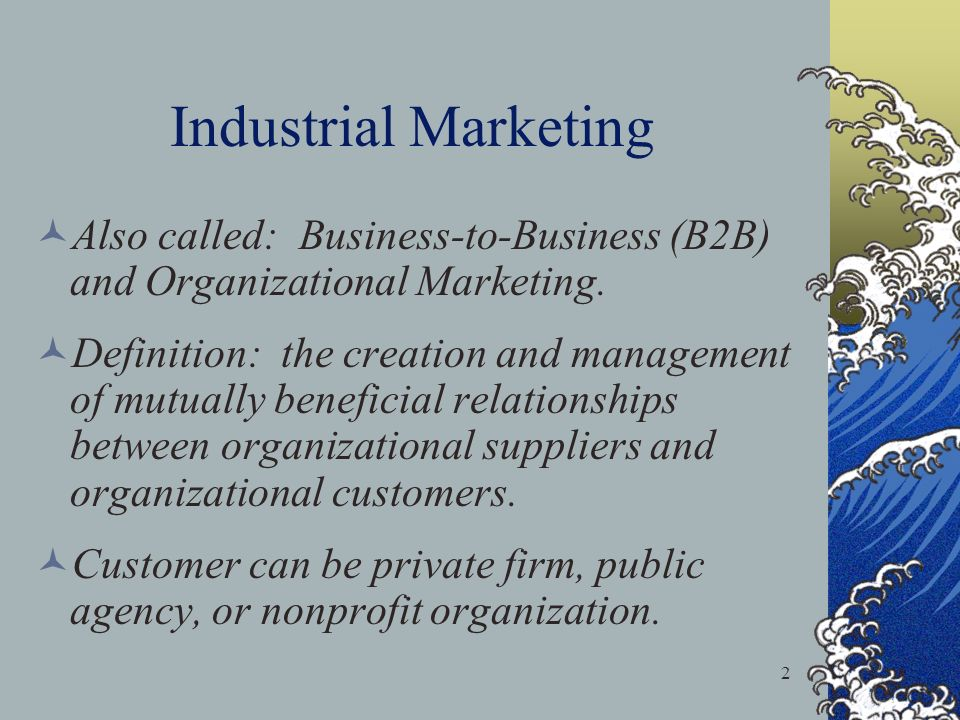 Industrial Marketing
Also called:  Business-to-Business (B2B)
and Organizational Marketing.
Definition:  the creation and management
of mutually beneficial relationships
between organizational suppliers and
organizational customers.
Customer can be private firm, public
agency, or nonprofit organization.
2